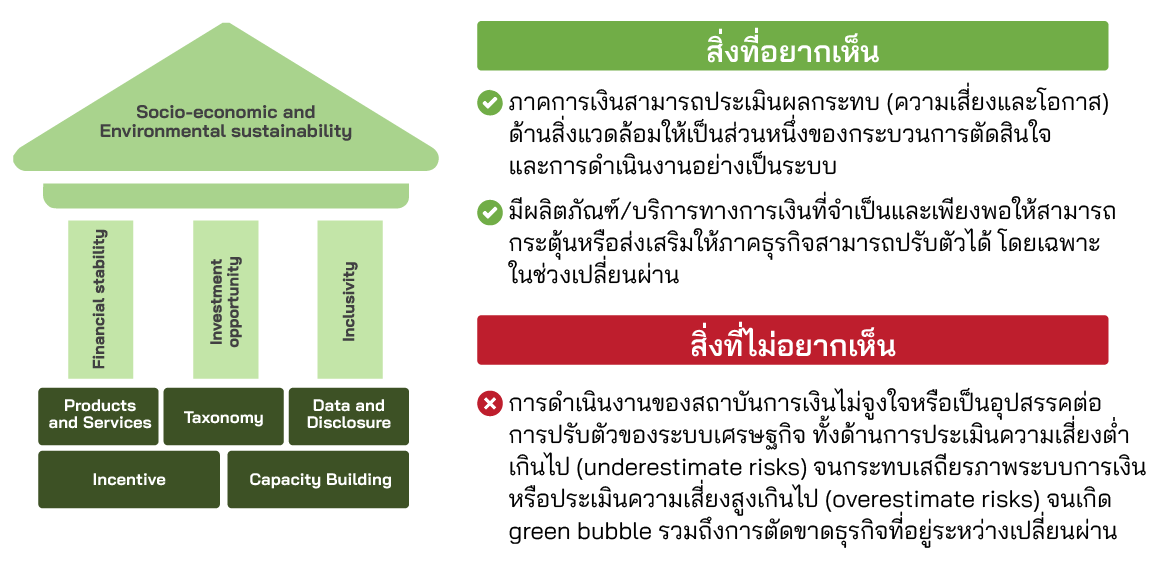 Socio-economic and
Environmental sustainability
Financial stability
Investment
opportunity
Inclusivity
Products
and Services
Taxonomy
Data and
Disclosure
Incentive
Capacity Building
สิ่งที่อยากเห็น
ภาคการเงินสามารถประเมินผลกระทบ (ความเสี่ยงและโอกาส)
ด้านสิ่งแวดล้อมให้เป็นส่วนหนึ่งของกระบวนการตัดสินใจ
และการดำเนินงานอย่างเป็นระบบ
มีผลิตภัณฑ์/บริการทางการเงินที่จำเป็นและเพียงพอให้สามารถ
กระตุ้นหรือส่งเสริมให้ภาคธุรกิจสามารถปรับตัวได้ โดยเฉพาะ
ในช่วงเปลี่ยนผ่าน
สิ่งที่ไม่อยากเห็น
การดำเนินงานของสถาบันการเงินไม่จูงใจหรือเป็นอุปสรรคต่อ
การปรับตัวของระบบเศรษฐกิจ ทั้งด้านการประเมินความเสี่ยงต่ำ
เกินไป (underestimate risks) จนกระทบเสถียรภาพระบบการเงิน
หรือประเมินความเสี่ยงสูงเกินไป (overestimate risks) จนเกิด
green bubble รวมถึงการตัดขาดธุรกิจที่อยู่ระหว่างเปลี่ยนผ่าน